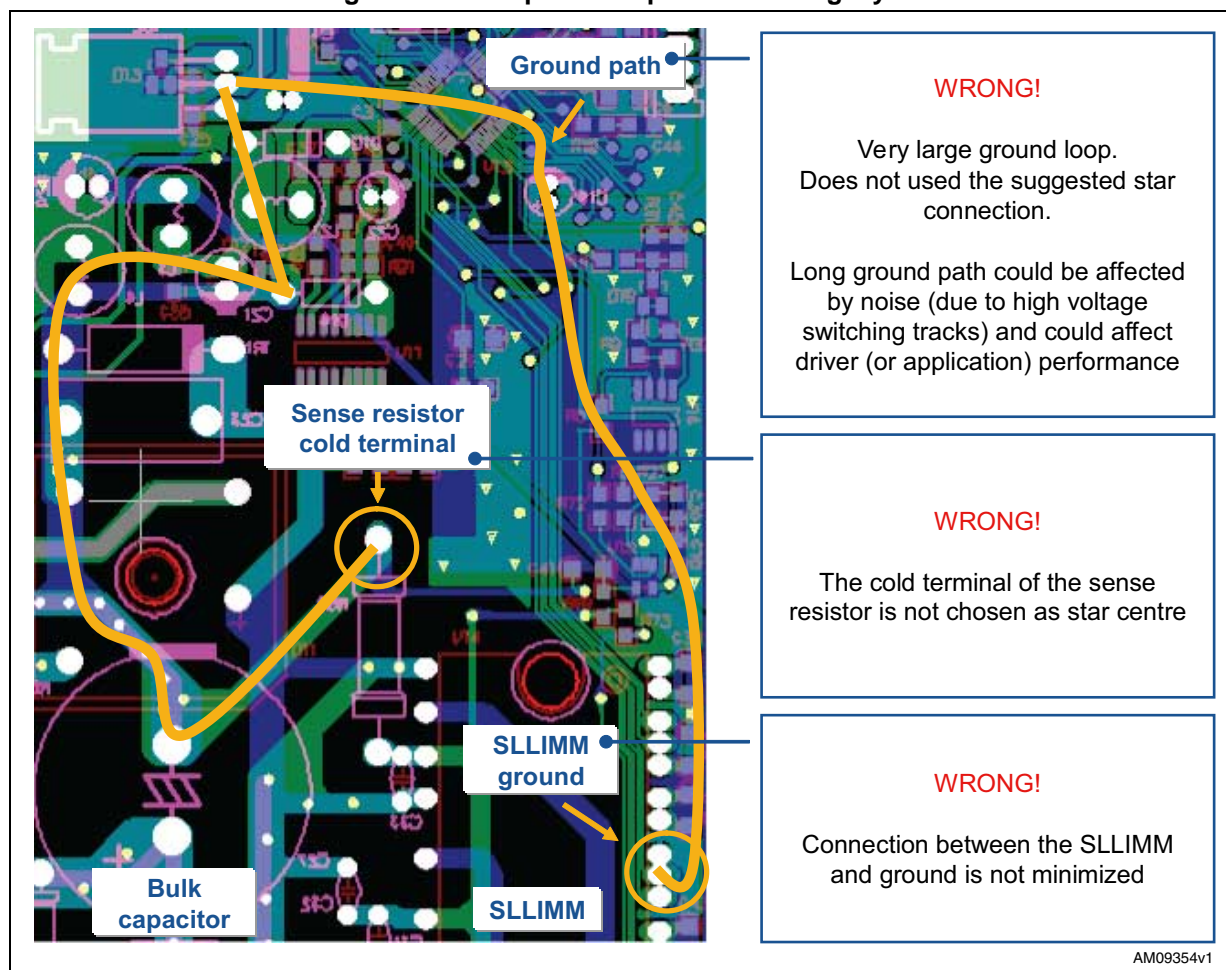 Ground path
WRONG!
Very large ground loop.
Does not used the suggested star
connection.
Long ground path could be affected
by noise (due to high voltage
switching tracks) and could affect
driver (or application) performance
Sense resistor
cold terminal
WRONG!
The cold terminal of the sense
resistor is not chosen as star centre
SLLIMM
ground
WRONG!
Connection between the SLLIMM
and ground is not minimized
Bulk
capacitor
SLLIMM
AM09354v1